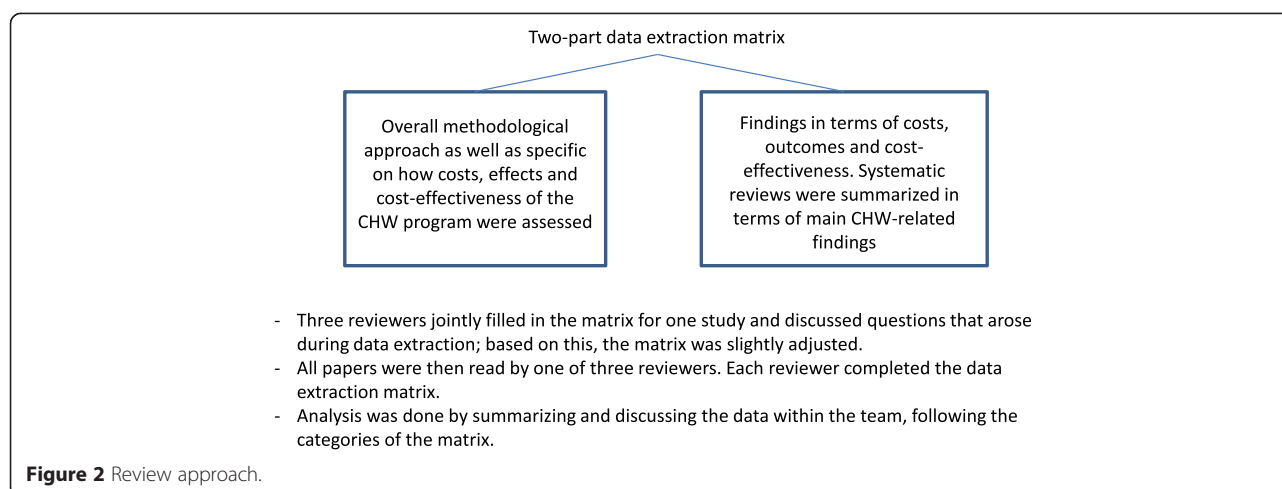 Two-part data extraction matrix
Overall methodological
approach as well as specific
on how costs, effects and
cost-effectiveness of the
CHW program were assessed
Findings in terms of costs,
outcomes and cost-
effectiveness. Systematic
reviews were summarized in
terms of main CHW-related
findings
- Three reviewers jointly filled in the matrix for one study and discussed questions that arose
during data extraction; based on this, the matrix was slightly adjusted.
- All papers were then read by one of three reviewers. Each reviewer completed the data
extraction matrix.
- Analysis was done by summarizing and discussing the data within the team, following the
categories of the matrix.
Figure 2 Review approach.